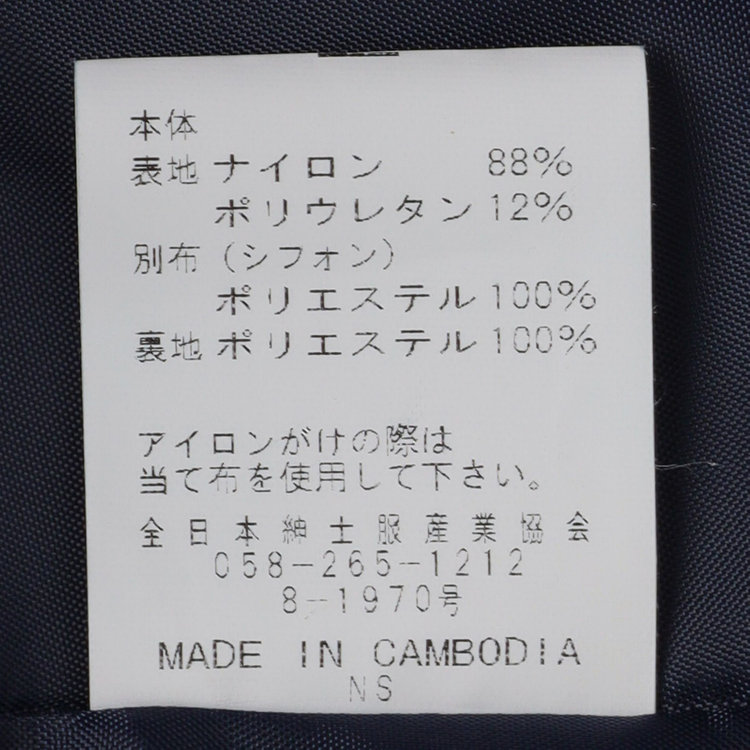 本体
表地 ナイロン 88%
ポリウレタン 12%
別布 (シフォン)
ポリエステル 100%
裏地 ポリエステル 100%
アイロンがけの際は
当て布を使用して下さい。
全日本紳士服産業協会
058-265-1212
8-1970号
MADE IN CAMBODIA
NS